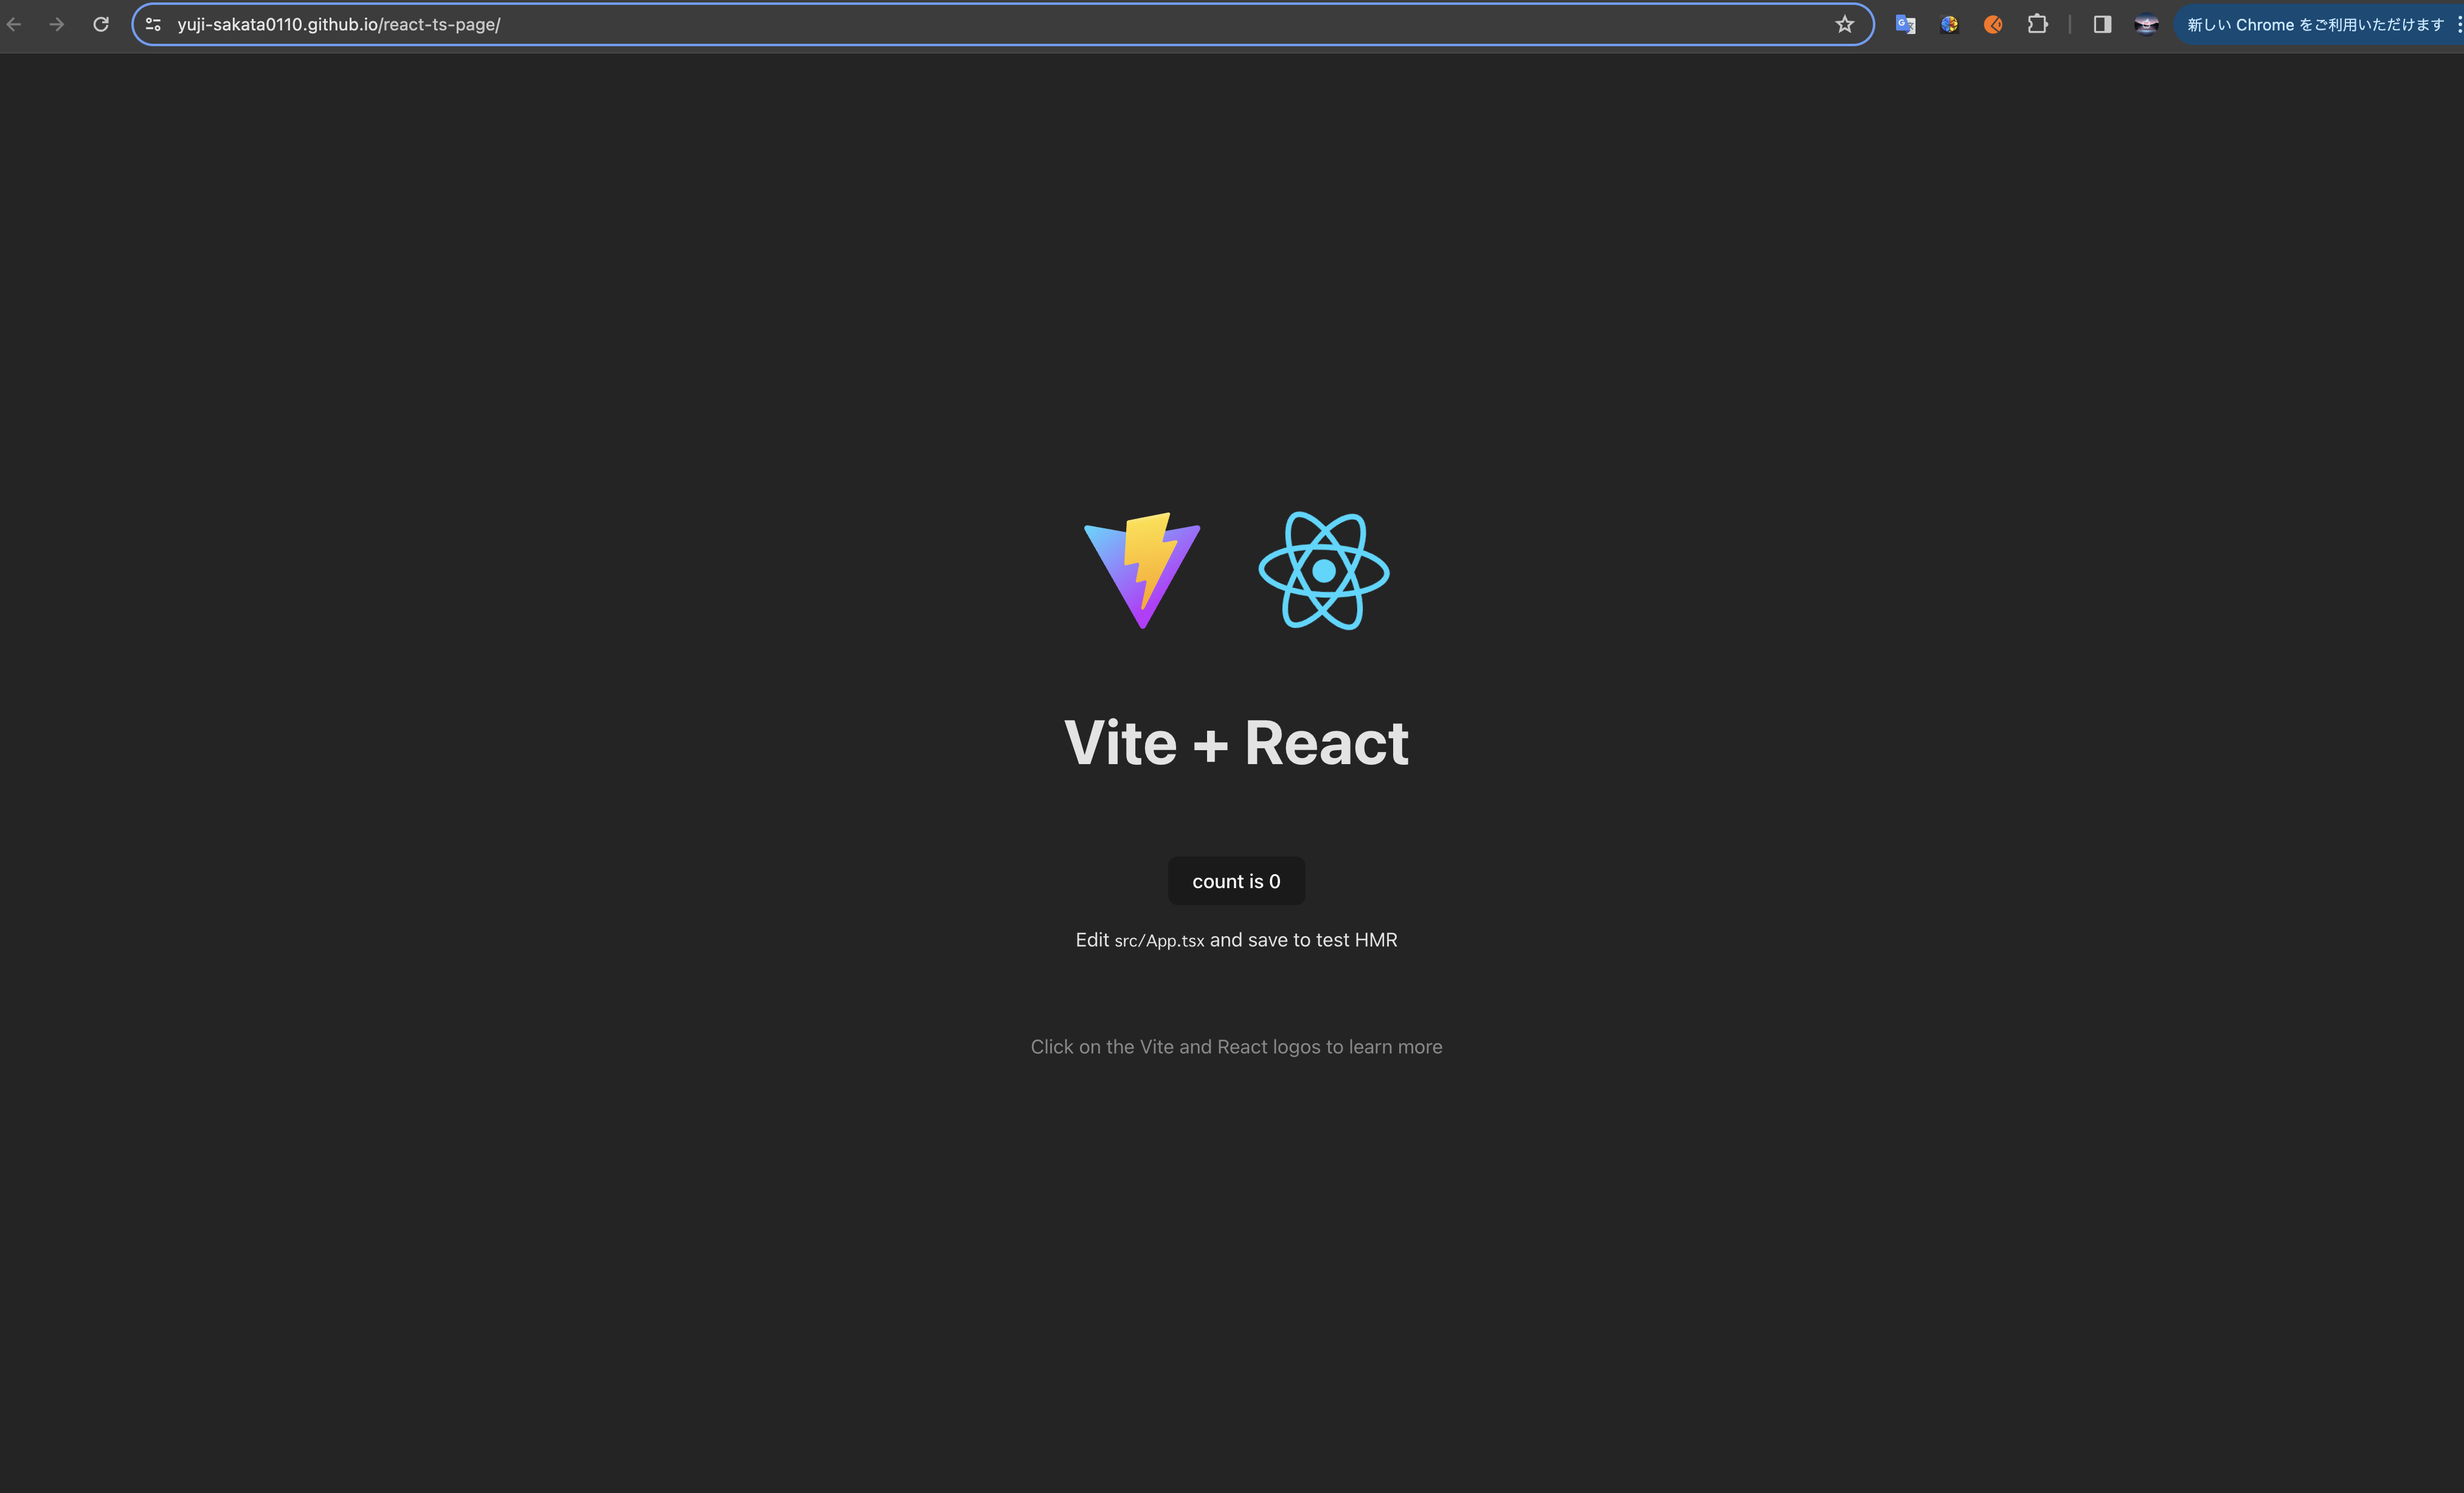 yuji-sakata0110.github.io/react-ts-page/
新しい Chrome をご利用いただけます
Vite + React
count is 0
Edit src/App.tsx and save to test HMR
Click on the Vite and React logos to learn more